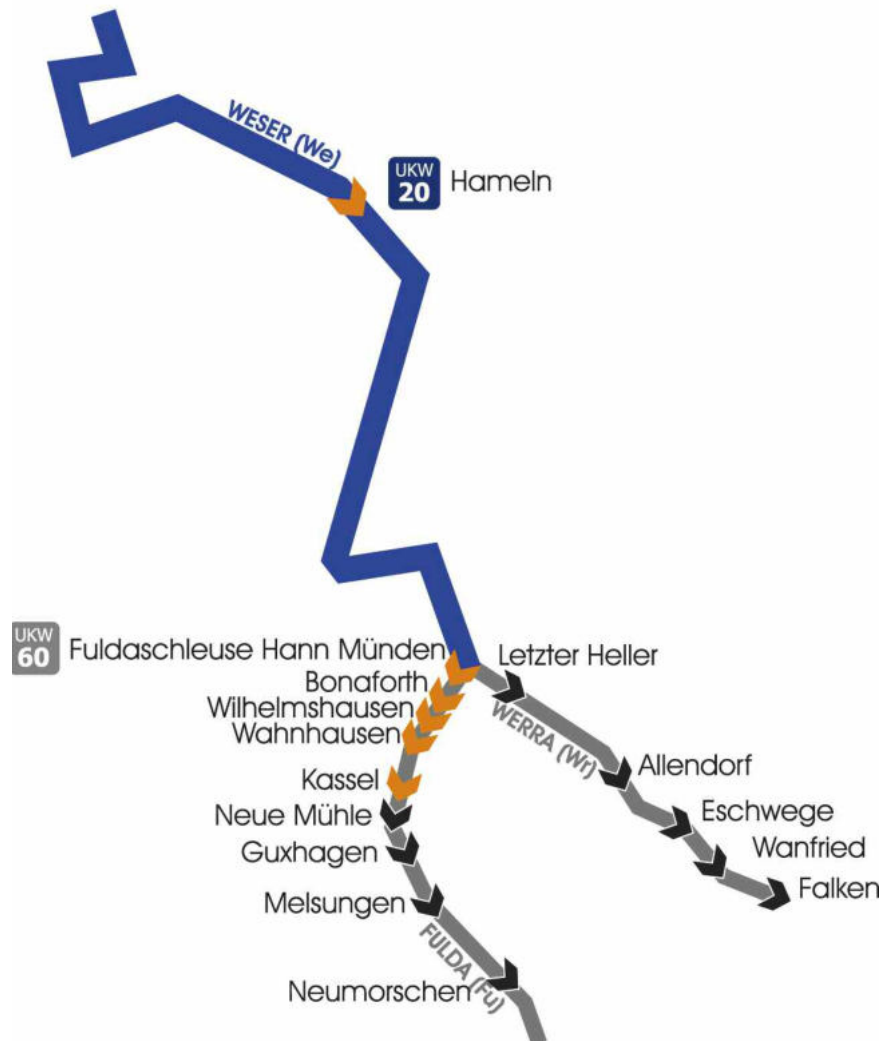 WESER (We)
UKW
20
Hameln
UKW
60
Fuldaschleuse Hann Münden
Letzter Heller
Bonaforth
Wilhelmshausen
Wahnhausen
WERRA (Wr)
Allendorf
Kassel
Neue Mühle
Eschwege
Guxhagen
Wanfried
Falken
Melsungen
FULDA (Fu)
Neumorschen